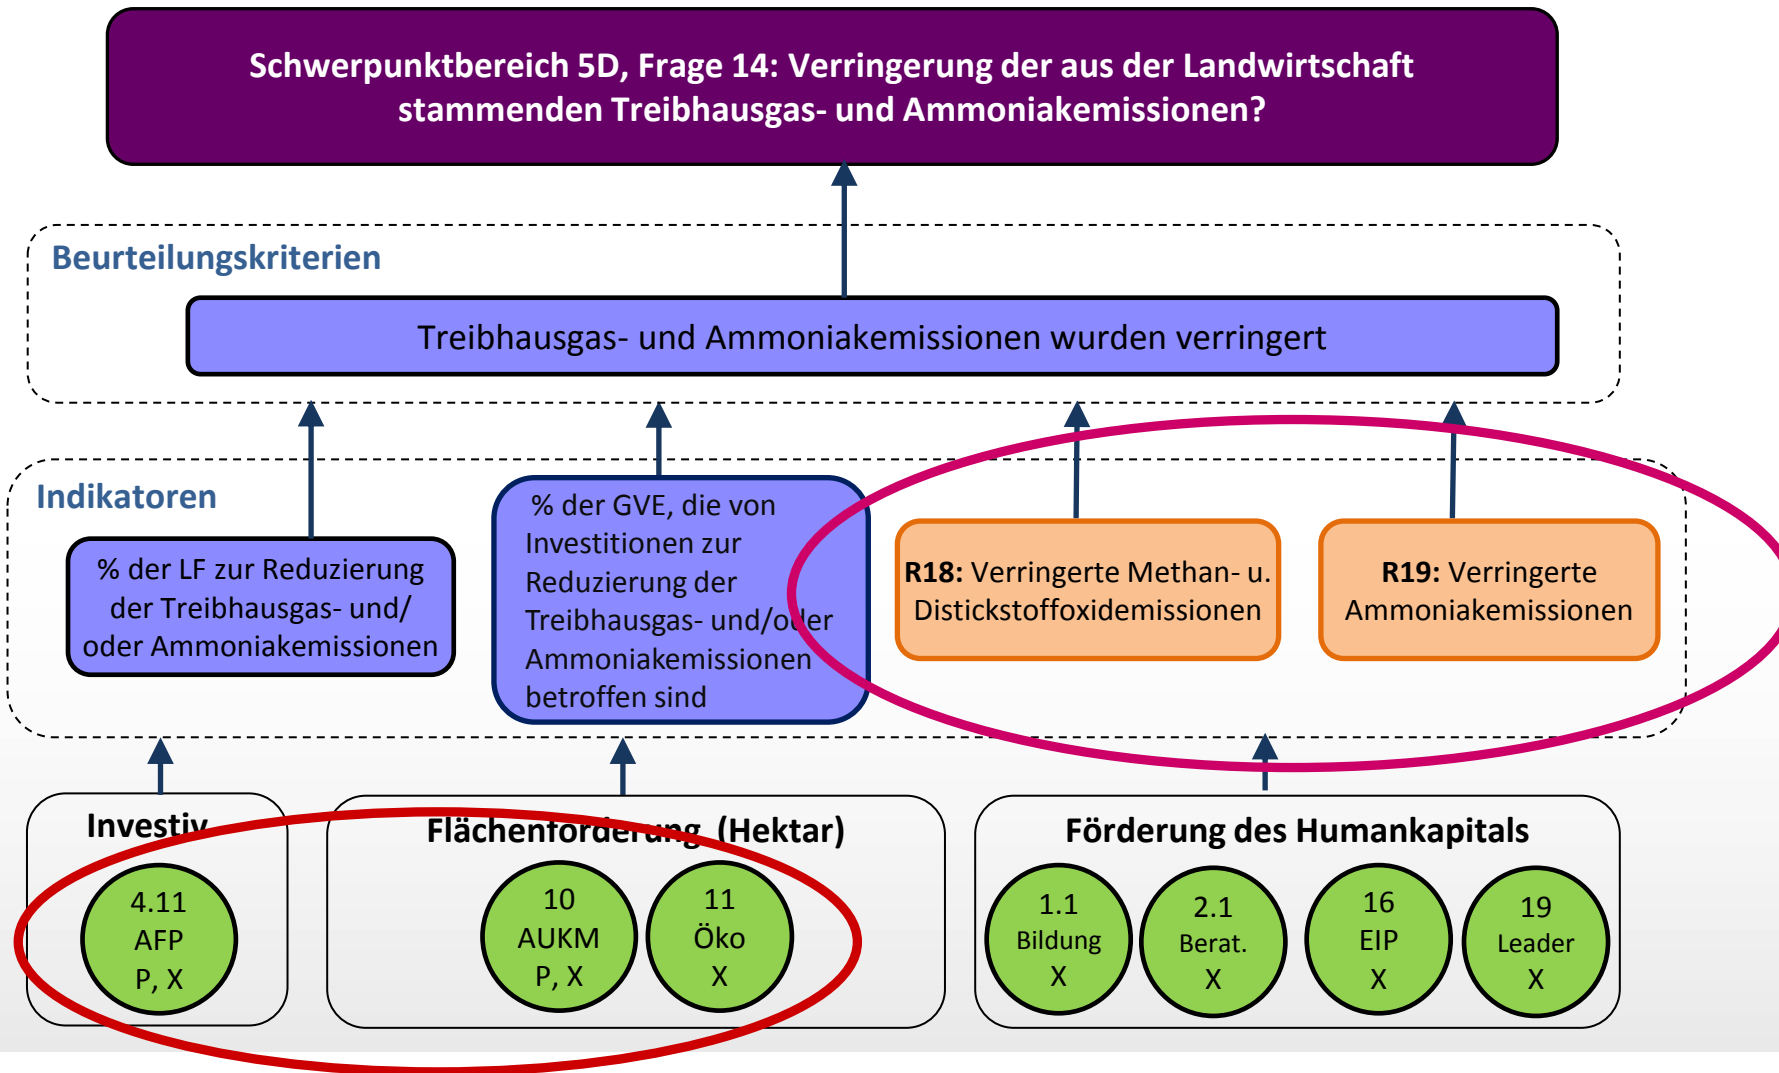 Schwerpunktbereich 5D, Frage 14: Verringerung der aus der Landwirtschaft
stammenden Treibhausgas- und Ammoniakemissionen?
Beurteilungskriterien
Treibhausgas- und Ammoniakemissionen wurden verringert
Indikatoren
% der LF zur Reduzierung
der Treibhausgas- und/
oder Ammoniakemissionen
% der GVE, die von
Investitionen zur
Reduzierung der
Treibhausgas- und/oder
Ammoniakemissionen
betroffen sind
R18: Verringerte Methan- u.
Distickstoffoxidemissionen
R19: Verringerte
Ammoniakemissionen
Investiv
4.11
AFP
P, X
Flächenförderung (Hektar)
10
AUKM
P, X
11
Öko
X
Förderung des Humankapitals
1.1
Bildung
X
2.1
Berat.
X
16
EIP
X
19
Leader
X